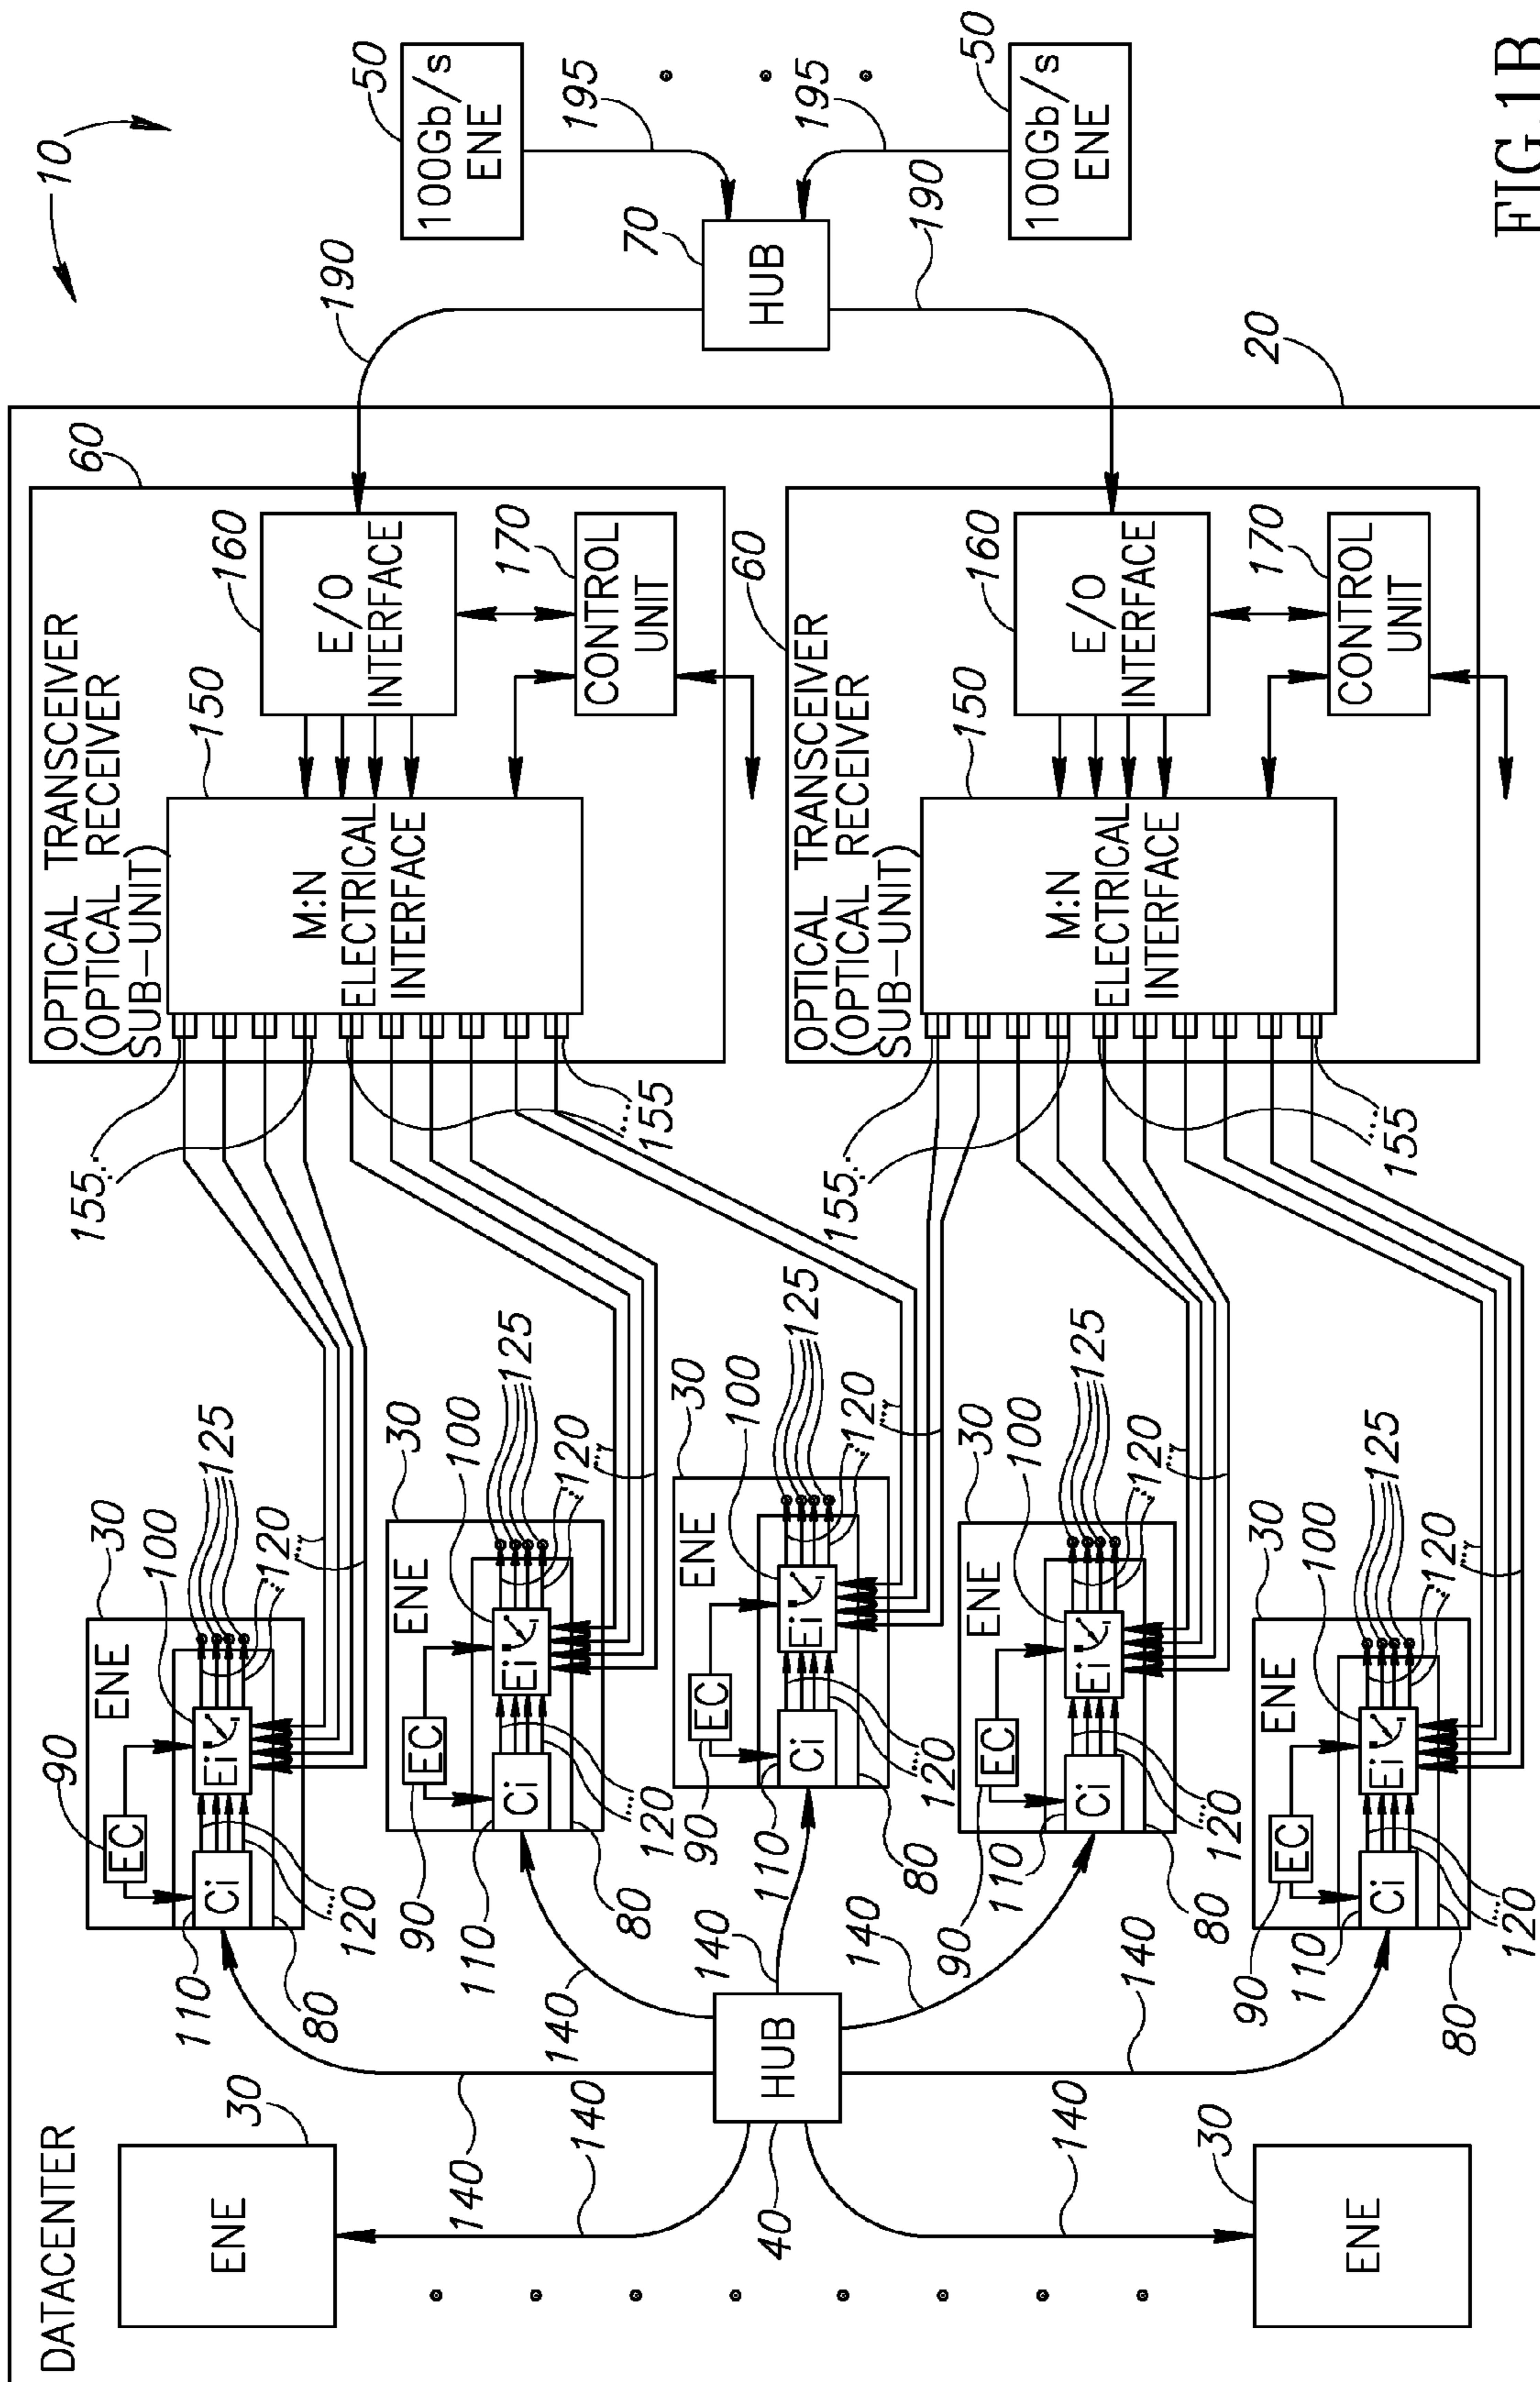 DATACENTER
10
20
ENE
30
ENE
30
HUB
40
140
140
140
140
140
140
140
ENE
30
EC
90
Ci
110
Ei
100
120
120
120
125
80
ENE
30
EC
90
Ci
110
Ei
100
120
120
120
125
80
ENE
30
EC
90
Ci
110
Ei
100
120
120
120
125
80
ENE
30
EC
90
Ci
110
Ei
100
120
120
120
125
80
ENE
30
EC
90
Ci
110
Ei
100
120
120
120
125
80
OPTICAL TRANSCEIVER
(OPTICAL RECEIVER
SUB-UNIT)
60
155
155
M:N
ELECTRICAL
INTERFACE
150
E/O
INTERFACE
160
CONTROL
UNIT
170
OPTICAL TRANSCEIVER
(OPTICAL RECEIVER
SUB-UNIT)
60
155
155
M:N
ELECTRICAL
INTERFACE
150
E/O
INTERFACE
160
CONTROL
UNIT
170
190
190
HUB
70
195
195
100Gb/s
ENE
50
100Gb/s
ENE
50
FIG.1B